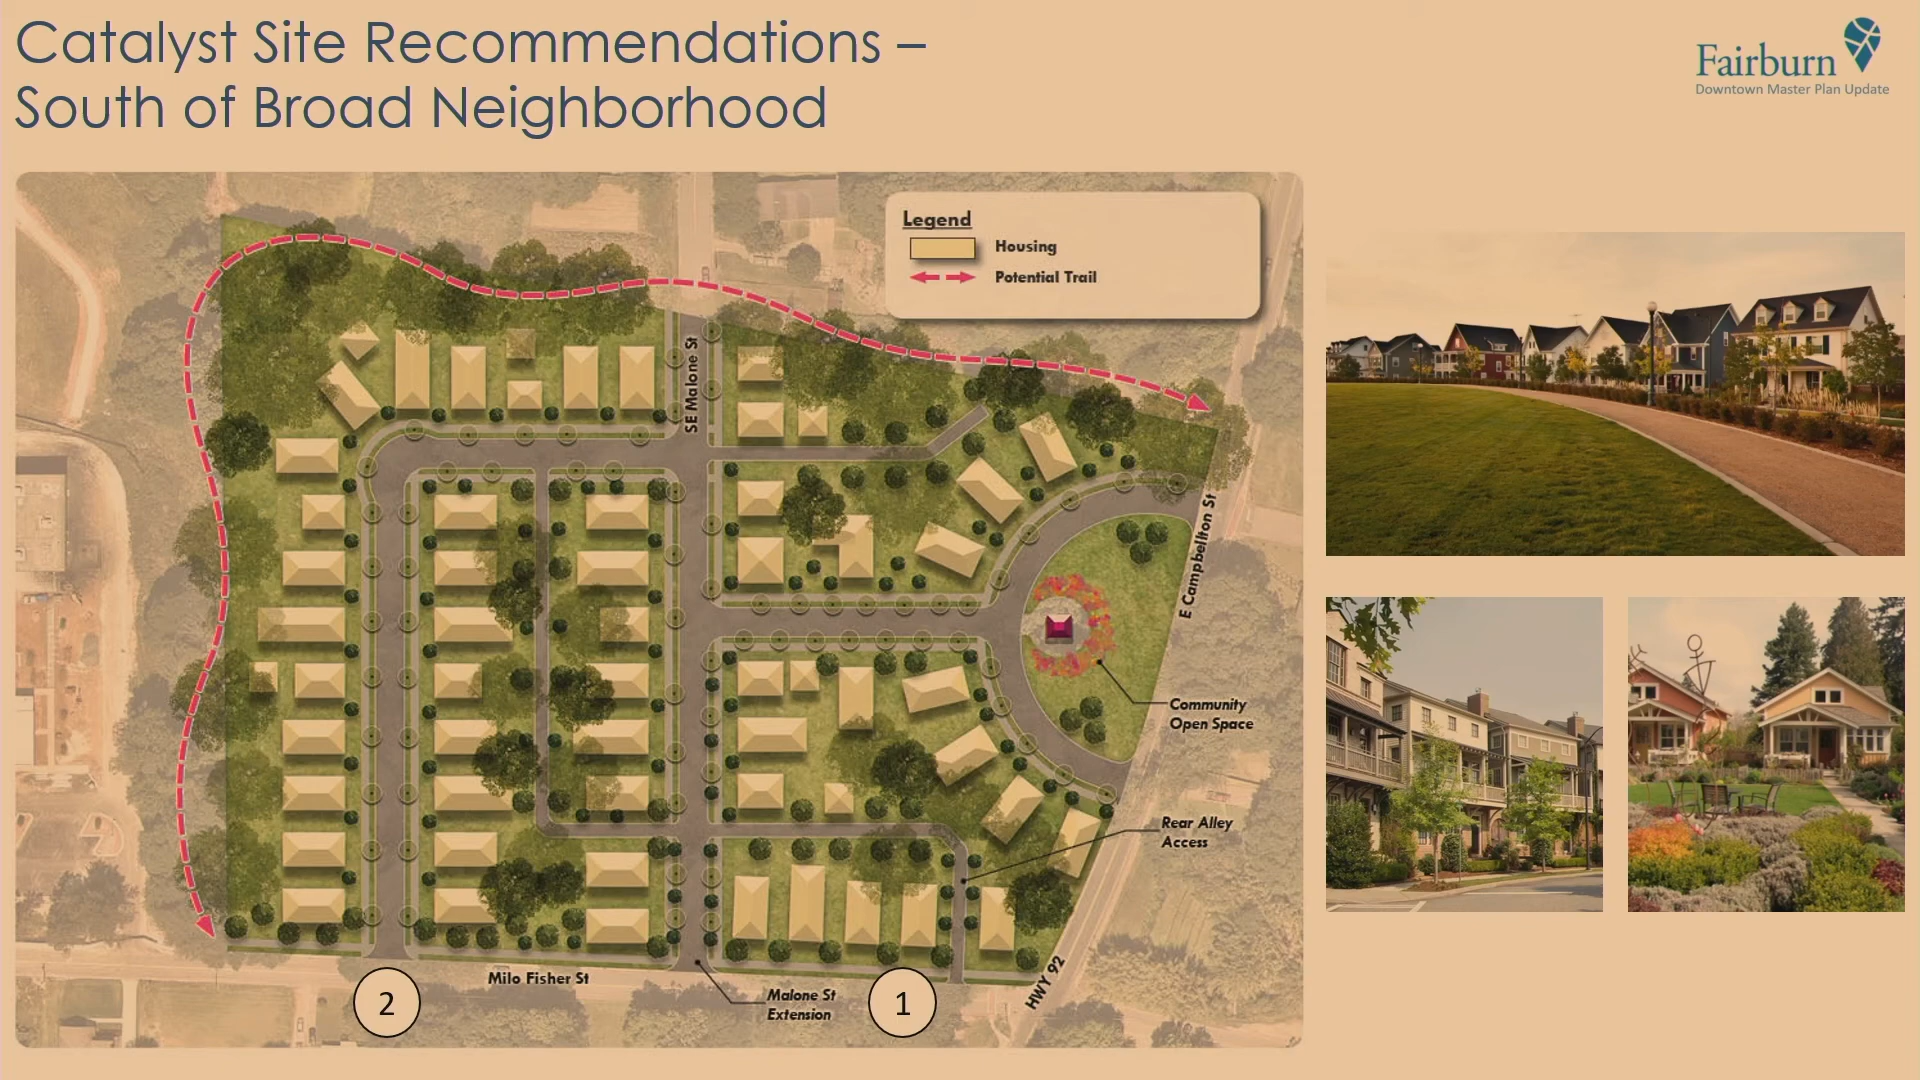 Catalyst Site Recommendations –
South of Broad Neighborhood
Fairburn
Downtown Master Plan Update
Legend
Housing
Potential Trail
SE Malone St
E Campbellton St
Community
Open Space
Rear Alley
Access
Milo Fisher St
Malone St
Extension
HWY 92
2
1